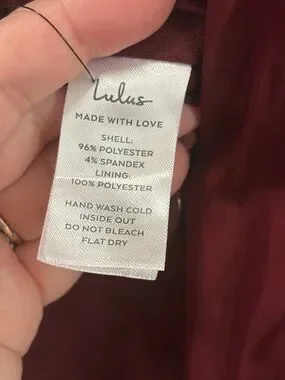 Lulus
MADE WITH LOVE
SHELL:
96% POLYESTER
4% SPANDEX
LINING:
100% POLYESTER
HAND WASH COLD
INSIDE OUT
DO NOT BLEACH
FLAT DRY